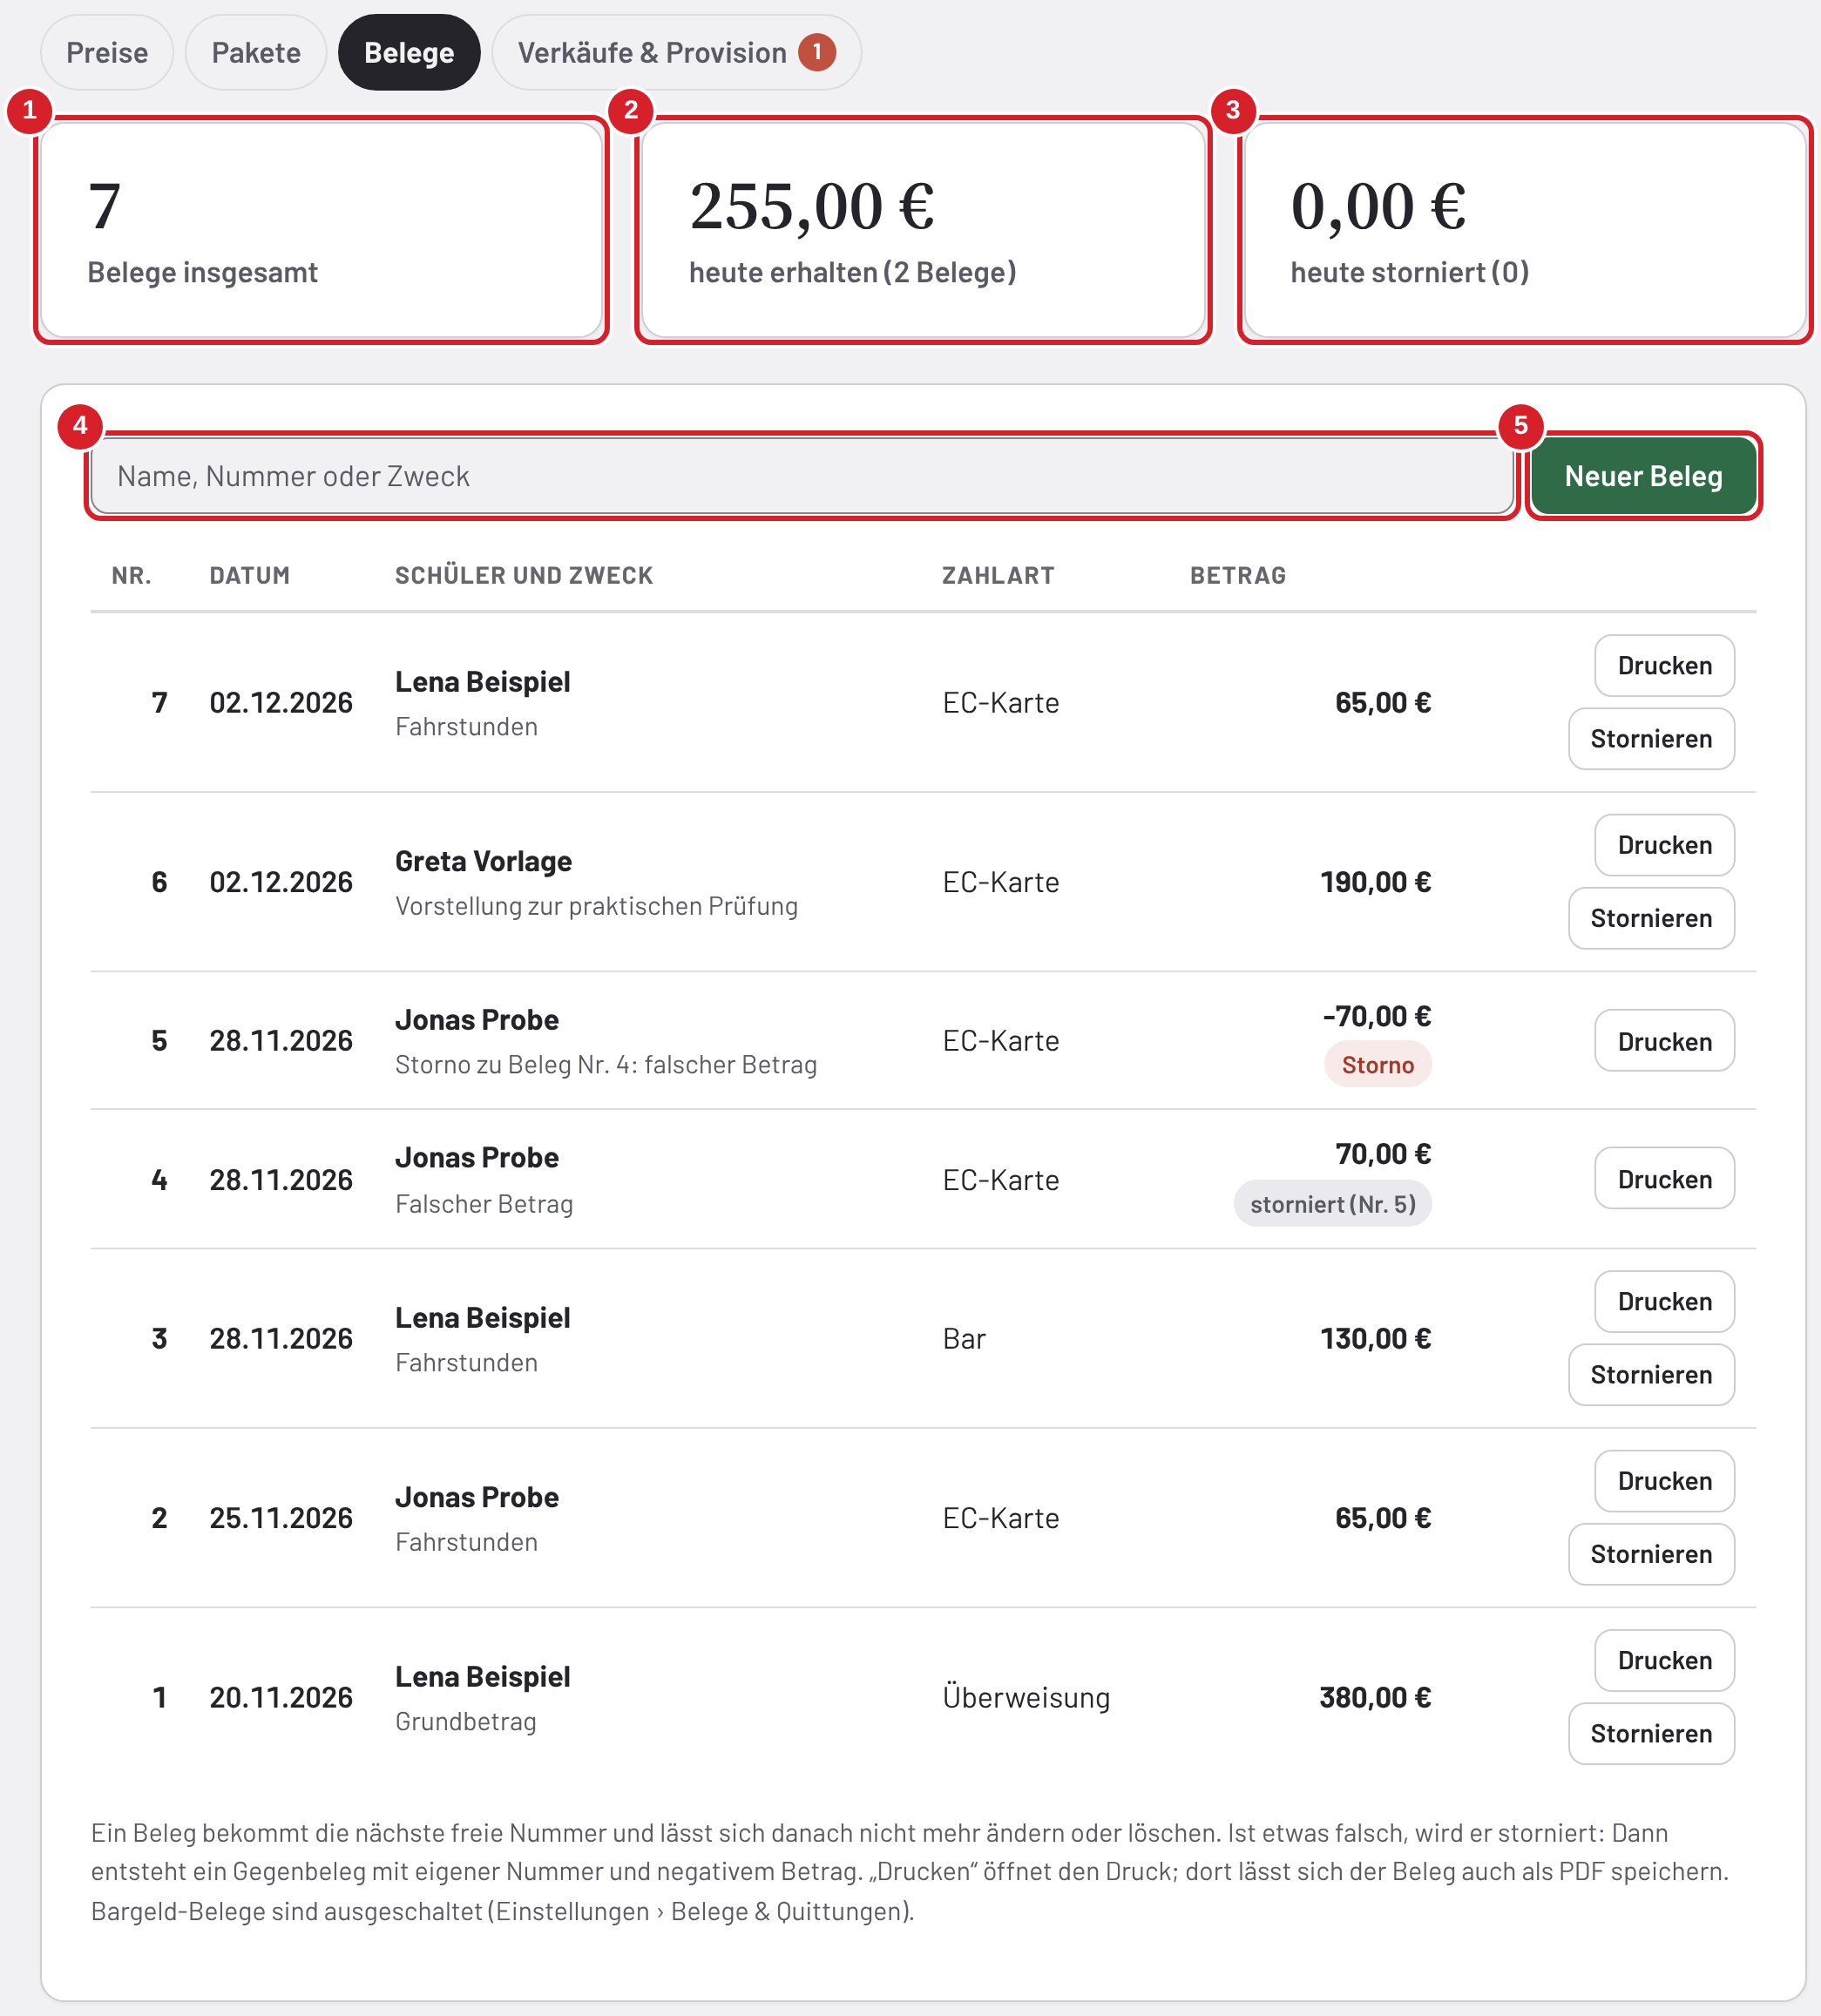 Preise
Pakete
Belege
Verkäufe & Provision 1
1
2
3
7
Belege insgesamt
255,00 €
heute erhalten (2 Belege)
0,00 €
heute storniert (0)
4
5
Name, Nummer oder Zweck
Neuer Beleg
NR. DATUM SCHÜLER UND ZWECK ZAHLART BETRAG
7 02.12.2026 Lena Beispiel EC-Karte 65,00 €
Fahrstunden
Drucken
Stornieren
6 02.12.2026 Greta Vorlage EC-Karte 190,00 €
Vorstellung zur praktischen Prüfung
Drucken
Stornieren
5 28.11.2026 Jonas Probe EC-Karte -70,00 €
Storno zu Beleg Nr. 4: falscher Betrag
Storno
Drucken
4 28.11.2026 Jonas Probe EC-Karte 70,00 €
Falscher Betrag
storniert (Nr. 5)
Drucken
3 28.11.2026 Lena Beispiel Bar 130,00 €
Fahrstunden
Drucken
Stornieren
2 25.11.2026 Jonas Probe EC-Karte 65,00 €
Fahrstunden
Drucken
Stornieren
1 20.11.2026 Lena Beispiel Überweisung 380,00 €
Grundbetrag
Drucken
Stornieren
Ein Beleg bekommt die nächste freie Nummer und lässt sich danach nicht mehr ändern oder löschen. Ist etwas falsch, wird er storniert: Dann
entsteht ein Gegenbeleg mit eigener Nummer und negativem Betrag. „Drucken“ öffnet den Druck; dort lässt sich der Beleg auch als PDF speichern.
Bargeld-Belege sind ausgeschaltet (Einstellungen › Belege & Quittungen).